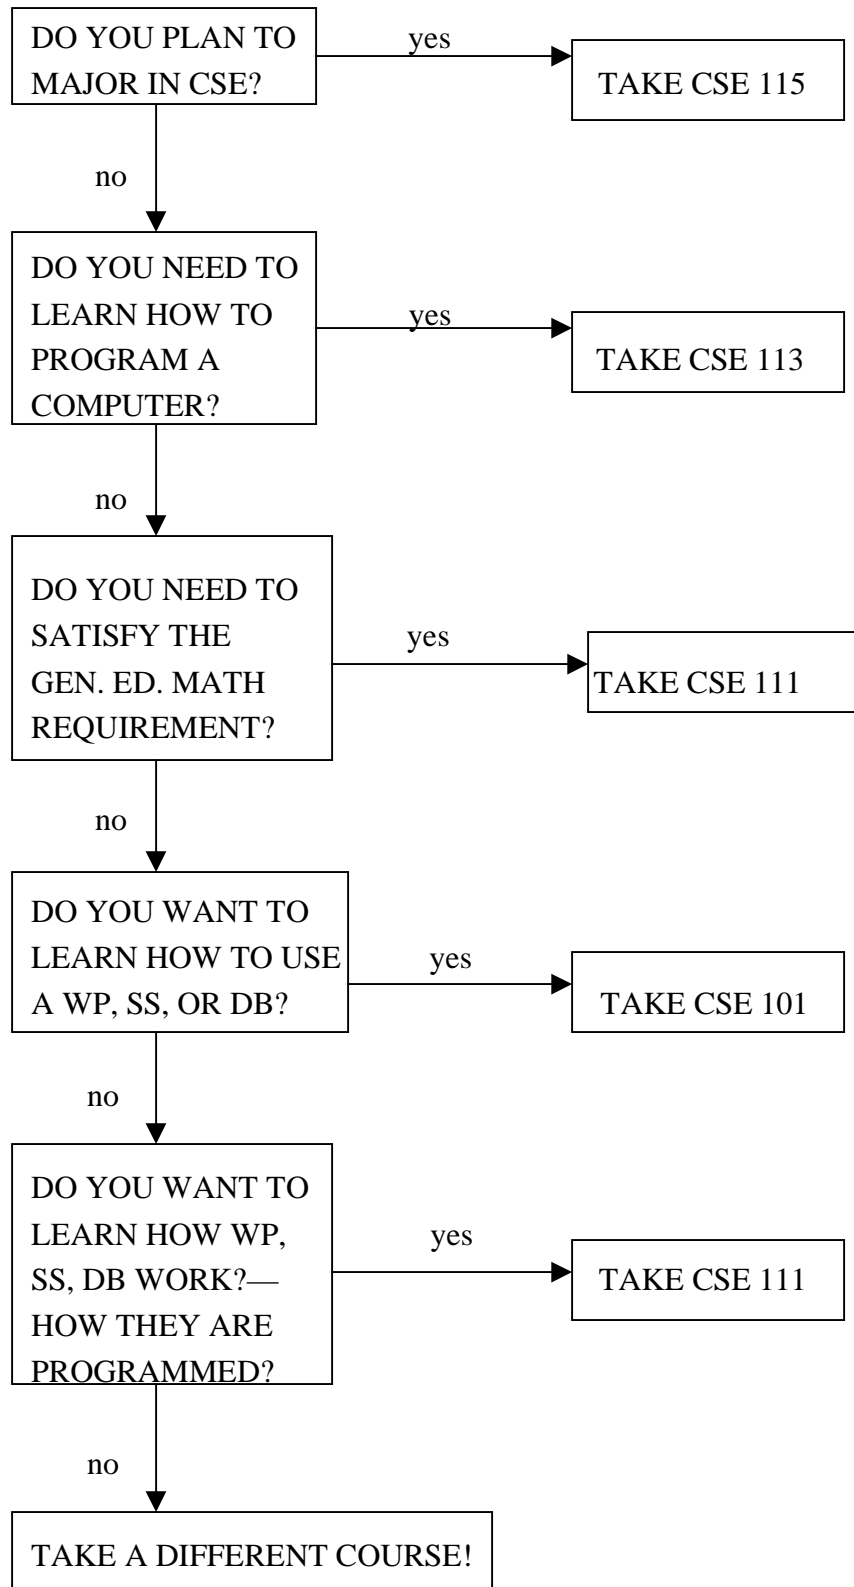 DO YOU PLAN TO
MAJOR IN CSE?
yes
TAKE CSE 115
no
DO YOU NEED TO
LEARN HOW TO
PROGRAM A
COMPUTER?
yes
TAKE CSE 113
no
DO YOU NEED TO
SATISFY THE
GEN. ED. MATH
REQUIREMENT?
yes
TAKE CSE 111
no
DO YOU WANT TO
LEARN HOW TO USE
A WP, SS, OR DB?
yes
TAKE CSE 101
no
DO YOU WANT TO
LEARN HOW WP,
SS, DB WORK?—
HOW THEY ARE
PROGRAMMED?
yes
TAKE CSE 111
no
TAKE A DIFFERENT COURSE!